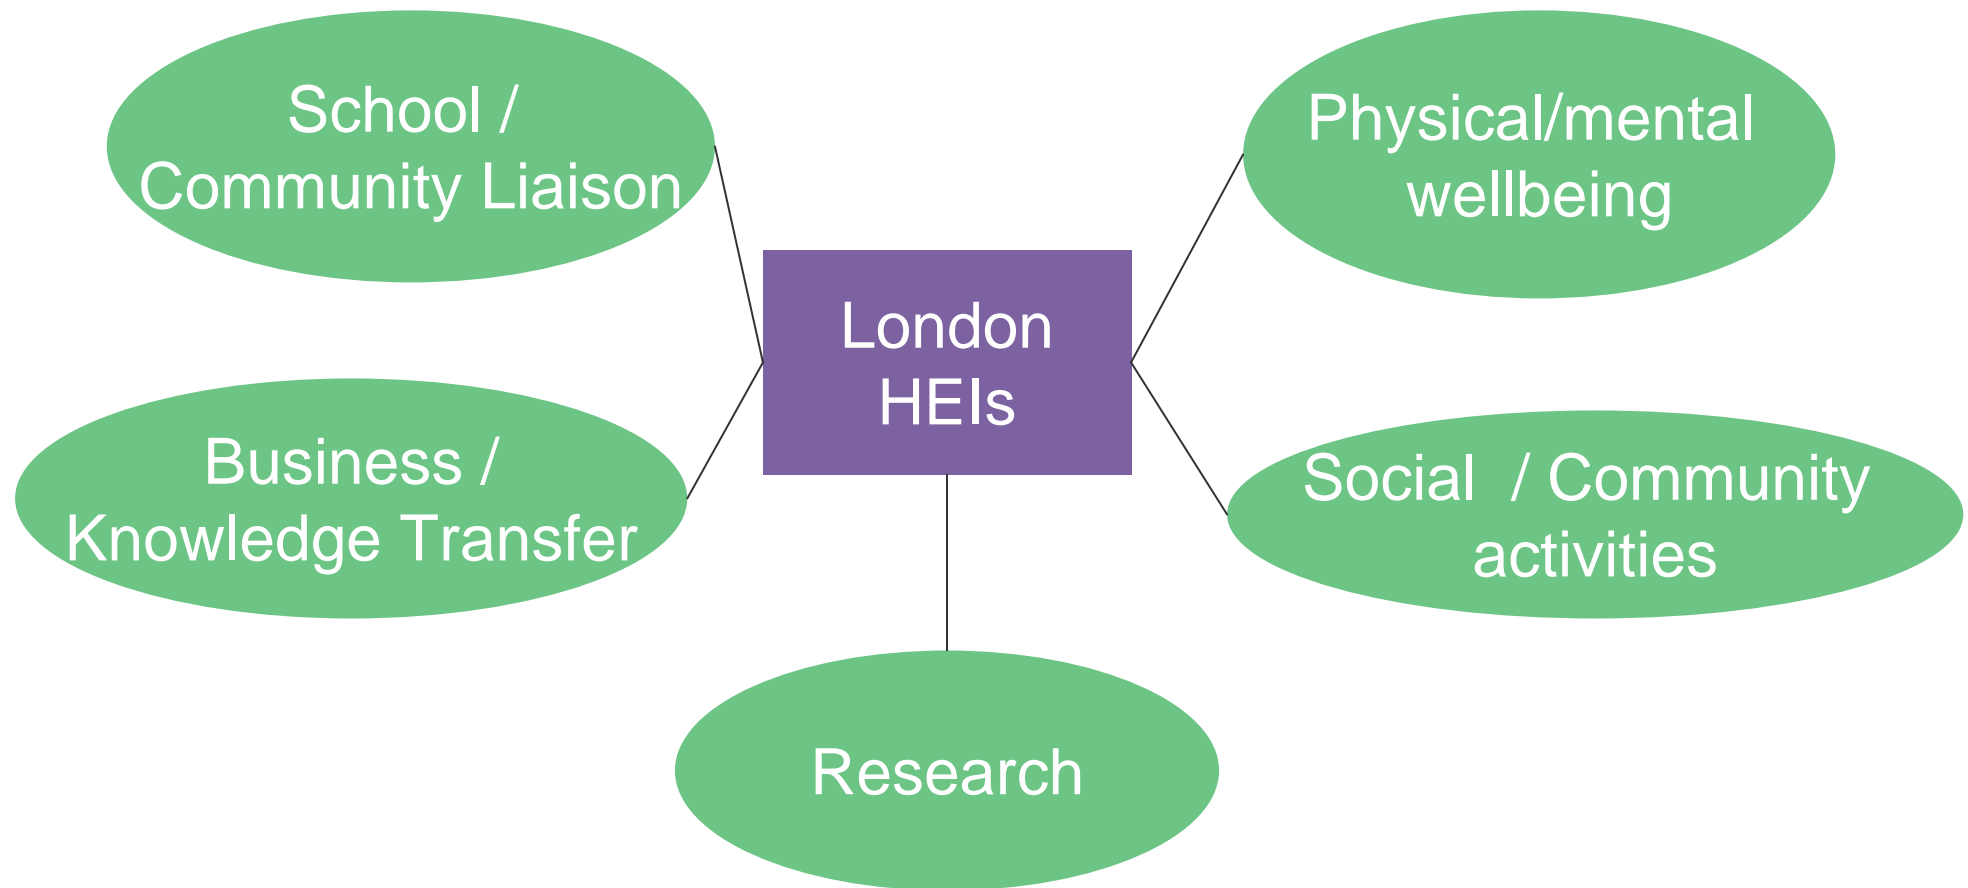 School /
Community Liaison
Physical/mental
wellbeing
London
HEIs
Business /
Knowledge Transfer
Social / Community
activities
Research